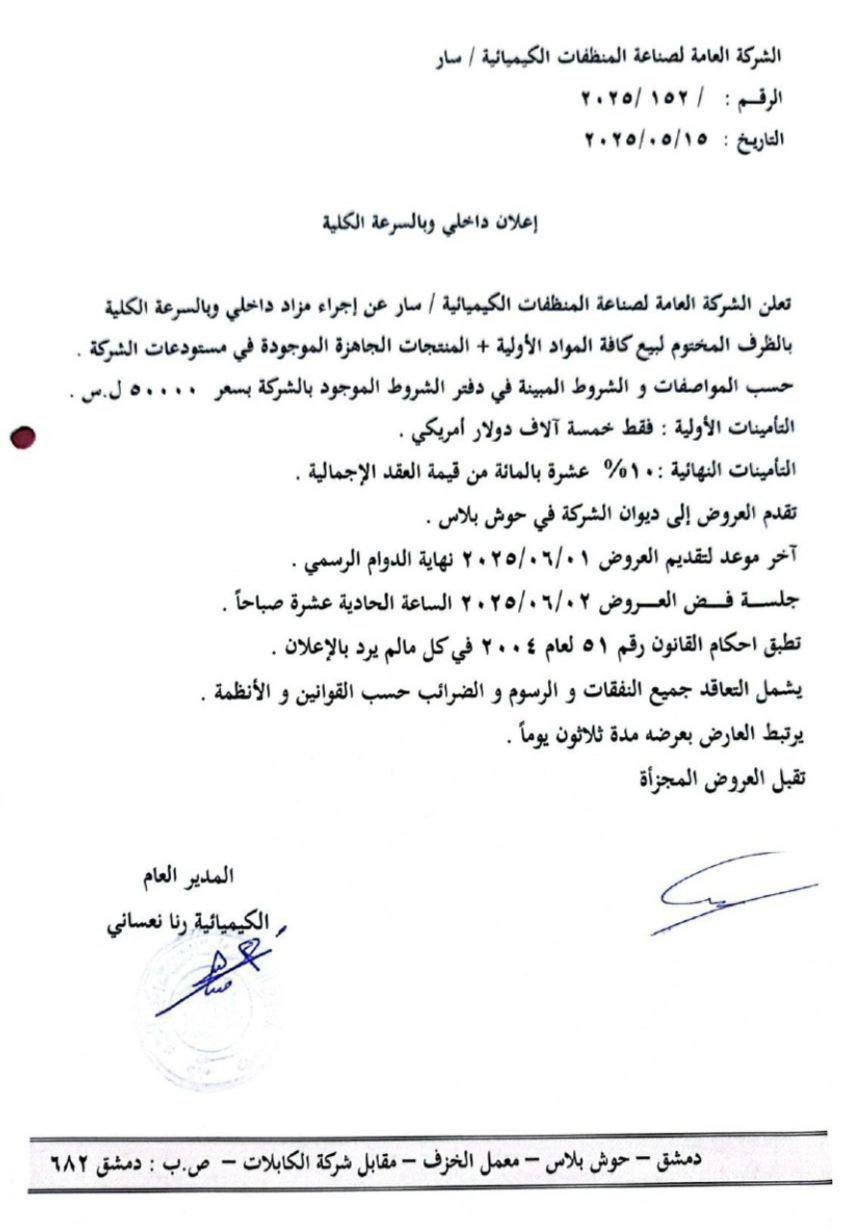 الشركة العامة لصناعة المنظفات الكيميائية / سار
الرقــم : / ١٥٢ /٢٠٢٥
التاريخ : ٢٠٢٥/٠٥/١٥
إعلان داخلي وبالسرعة الكلية
تعلن الشركة العامة لصناعة المنظفات الكيميائية / سار عن إجراء مزاد داخلي وبالسرعة الكلية
بالظرف المختوم لبيع كافة المواد الأولية + المنتجات الجاهزة الموجودة في مستودعات الشركة .
حسب المواصفات و الشروط المبينة في دفتر الشروط الموجود بالشركة بسعر ٥٠٠٠٠ ل.س .
التأمينات الأولية : فقط خمسة آلاف دولار أمريكي .
التأمينات النهائية :١٠% عشرة بالمائة من قيمة العقد الإجمالية .
تقدم العروض إلى ديوان الشركة في حوش بلاس .
آخر موعد لتقديم العروض ٢٠٢٥/٠٦/٠١ نهاية الدوام الرسمي .
جلســة فــض العـــروض ٢٠٢٥/٠٦/٠٢ الساعة الحادية عشرة صباحاً .
تطبق احكام القانون رقم ٥١ لعام ٢٠٠٤ في كل مالم يرد بالإعلان .
يشمل التعاقد جميع النفقات و الرسوم و الضرائب حسب القوانين و الأنظمة .
يرتبط العارض بعرضه مدة ثلاثون يوماً .
تقبل العروض المجزأة
المدير العام
الكيميائية رنا نعساني
دمشق – حوش بلاس – معمل الخزف – مقابل شركة الكابلات – ص.ب : دمشق ٦٨٢